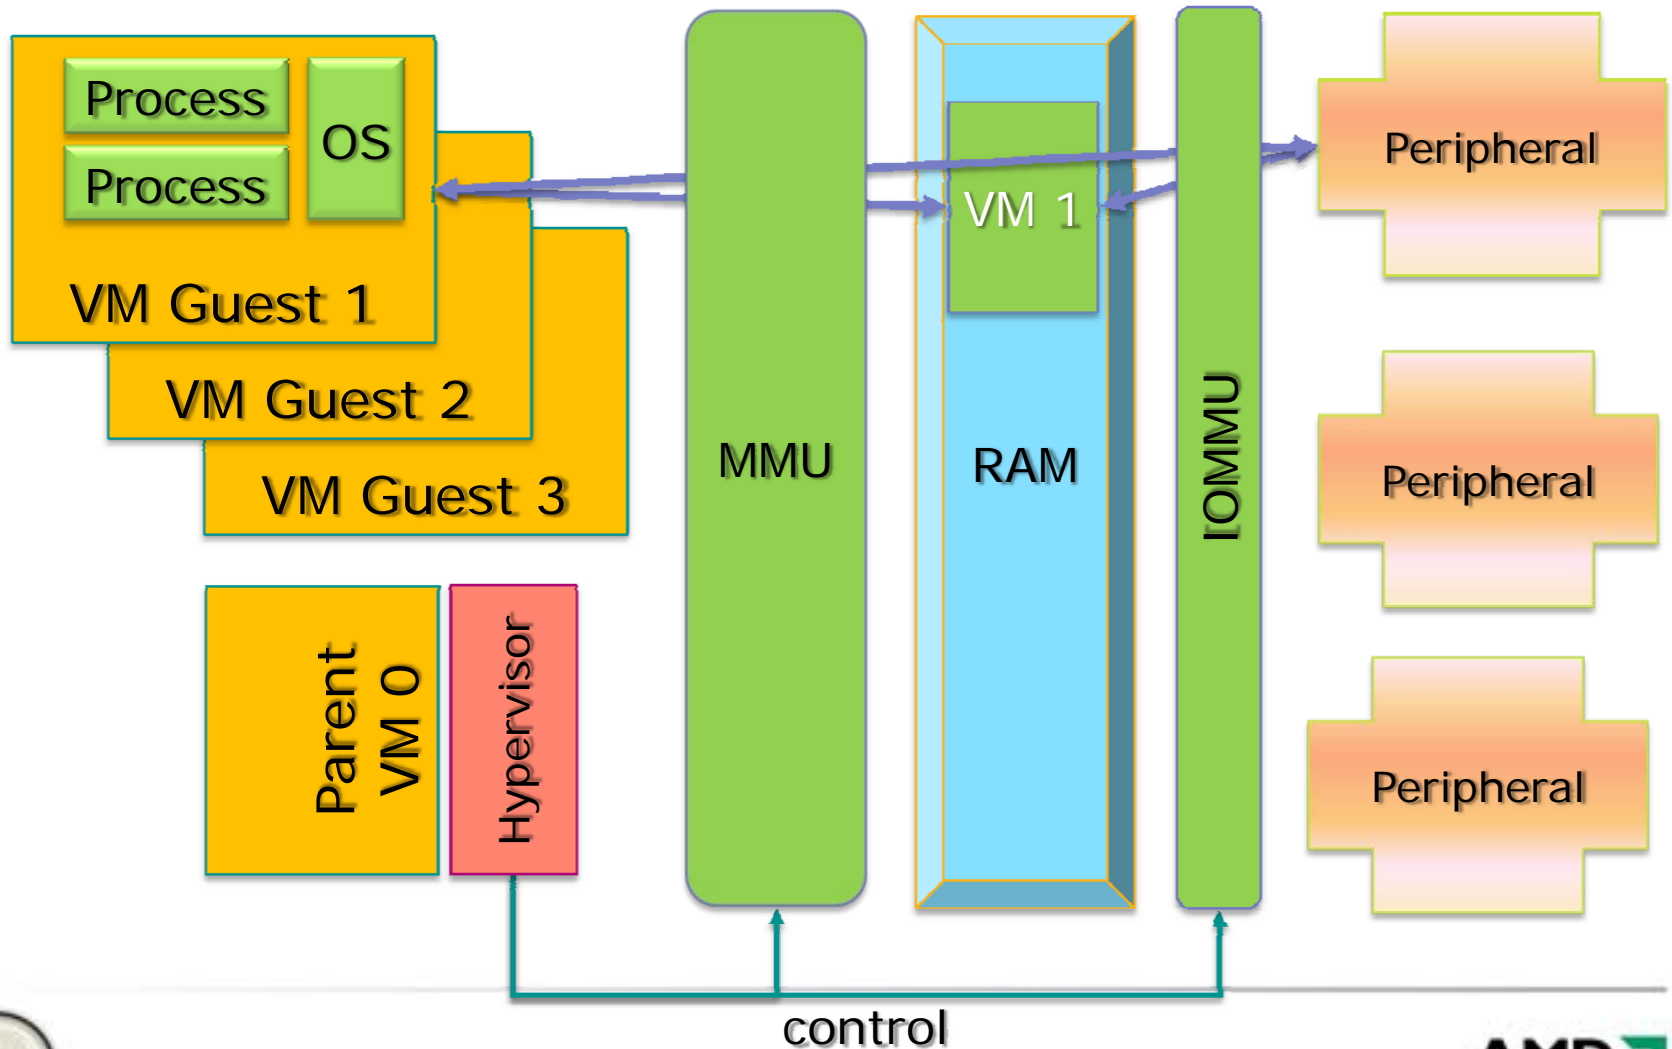 Process
Process
OS
VM Guest 1
VM Guest 2
VM Guest 3
Parent
VM 0
Hypervisor
MMU
RAM
VM 1
IOMMU
Peripheral
Peripheral
Peripheral
control
AMD